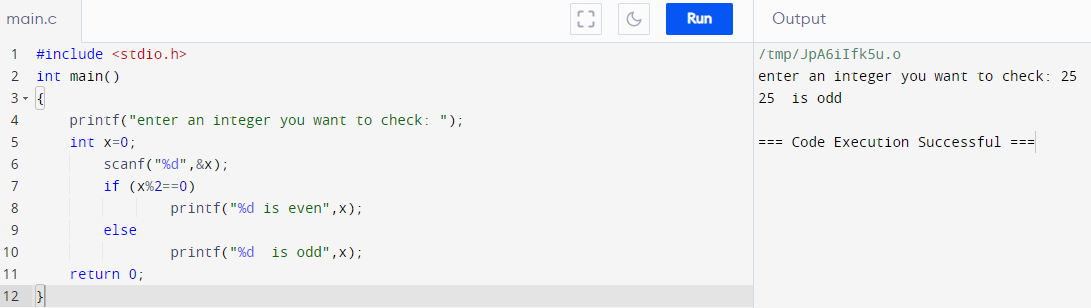 main.c
Run
Output
1 #include <stdio.h>
2 int main()
3 {
4 printf("enter an integer you want to check: ");
5 int x=0;
6 scanf("%d",&x);
7 if (x%2==0)
8 printf("%d is even",x);
9 else
10 printf("%d  is odd",x);
11 return 0;
12 }
/tmp/JpA6iIfk5u.o
enter an integer you want to check: 25
25  is odd
=== Code Execution Successful ===